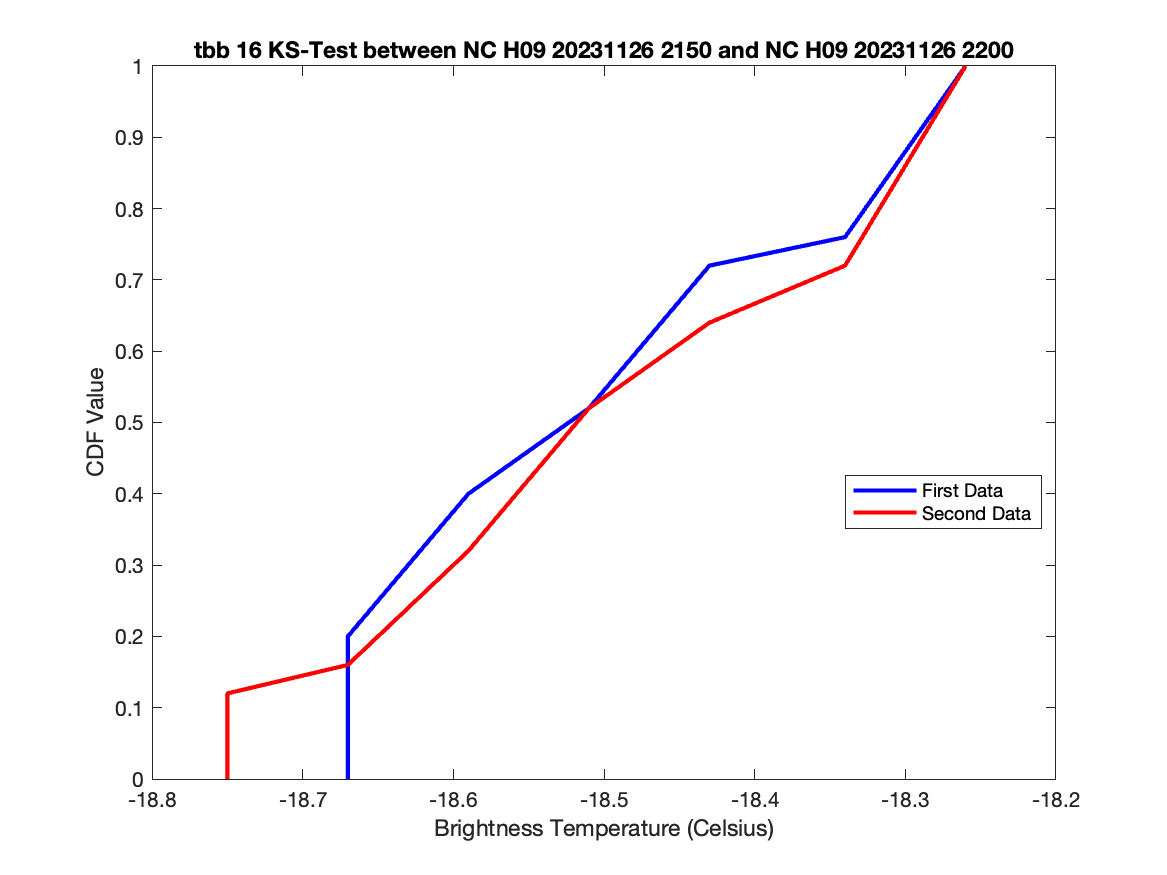 tbb 16 KS-Test between NC H09 20231126 2150 and NC H09 20231126 2200
1
0.9
0.8
0.7
0.6
0.5
0.4
0.3
0.2
0.1
0
CDF Value
First Data
Second Data
-18.8 -18.7 -18.6 -18.5 -18.4 -18.3 -18.2
Brightness Temperature (Celsius)